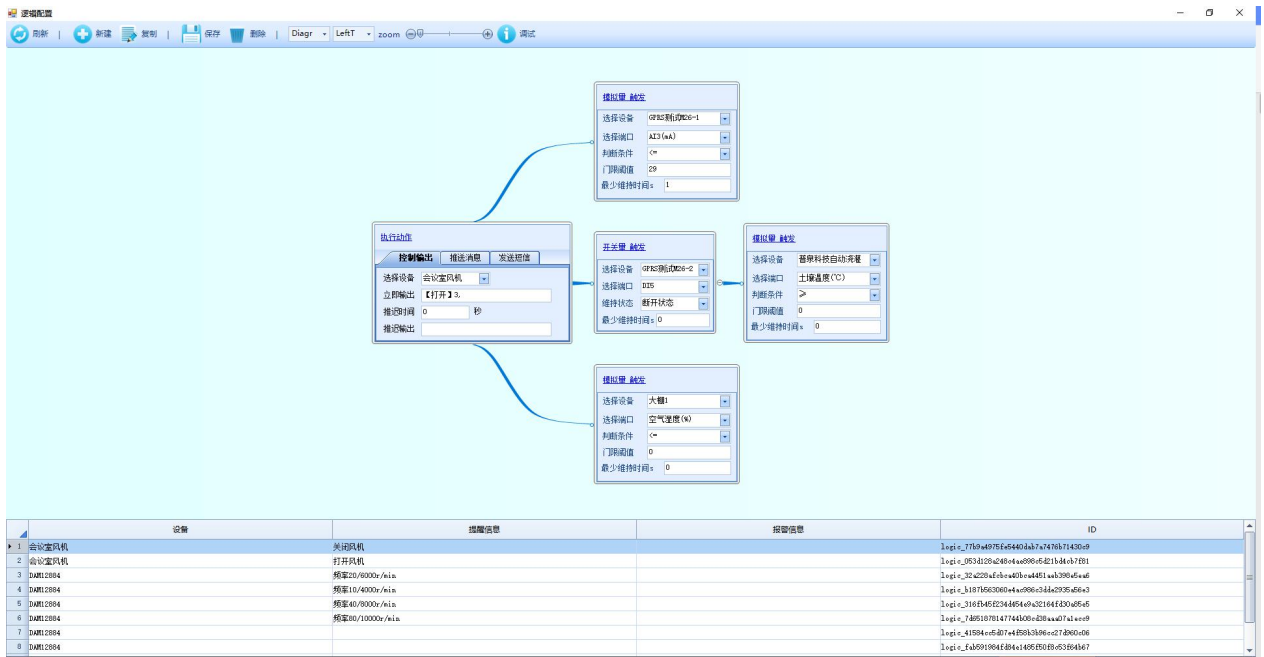 逻辑配置
刷新 | 新建 复制 | 保存 删除 | Diagr LeftT zoom 调试
模拟量 触发
选择设备 GPRS测试M26-1
选择端口 AI3(mA)
判断条件 <=
门限阈值 29
最少维持时间s 1
执行动作
控制输出 推送消息 发送短信
选择设备 会议室风机
立即输出 【打开】3,
推迟时间 0 秒
推迟输出
开关量 触发
选择设备 GPRS测试M26-2
选择端口 DI5
维持状态 断开状态
最少维持时间s 0
模拟量 触发
选择设备 普泉科技自动浇灌
选择端口 土壤温度(℃)
判断条件 ≥
门限阈值 0
最少维持时间s 0
模拟量 触发
选择设备 大棚1
选择端口 空气湿度(%)
判断条件 <=
门限阈值 0
最少维持时间s 0
设备 提醒信息 报警信息 ID
1 会议室风机 关闭风机 logic_77b9a4975fe5440dab7a7476b71430c9
2 会议室风机 打开风机 logic_053d128a248c4ae898c5d21bd4cb7f81
3 DAM12884 频率20/6000r/min
4 DAM12884 频率10/4000r/min logic_b187b563060e4ac986c3dda2935a56e3
5 DAM12884 频率40/8000r/min logic_316fb45f234d454e9a32164fd30a85e5
6 DAM12884 频率80/10000r/min
7 DAM12884 logic_41584cc5d07e4f58b3b96cc27d960c06
8 DAM12884 logic_fab591984fd84e1485f50f8c53f64b67